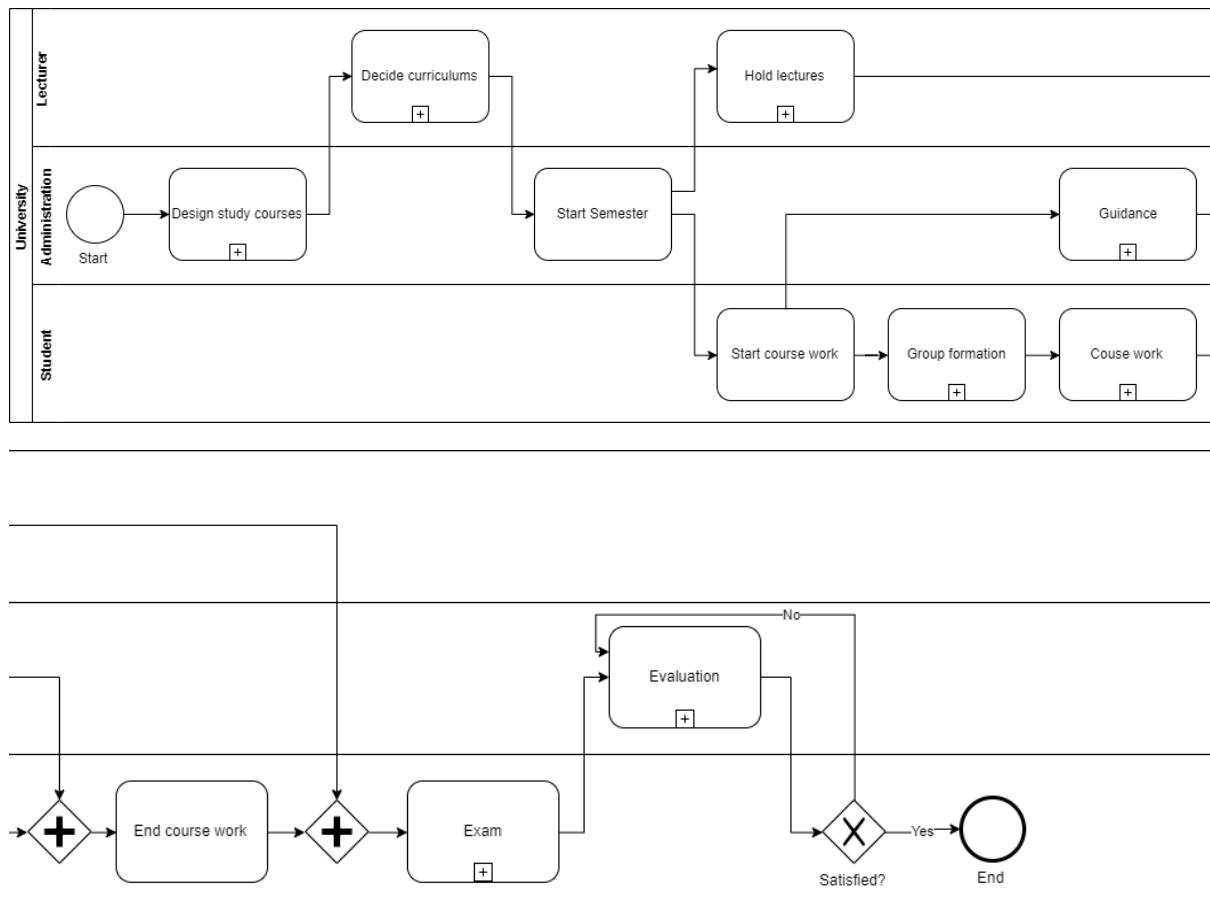 University
Lecturer
Decide curriculums
Hold lectures
Administration
Start
Design study courses
Start Semester
Guidance
Student
Start course work
Group formation
Couse work
No
Evaluation
End course work
Exam
Yes
Satisfied?
End